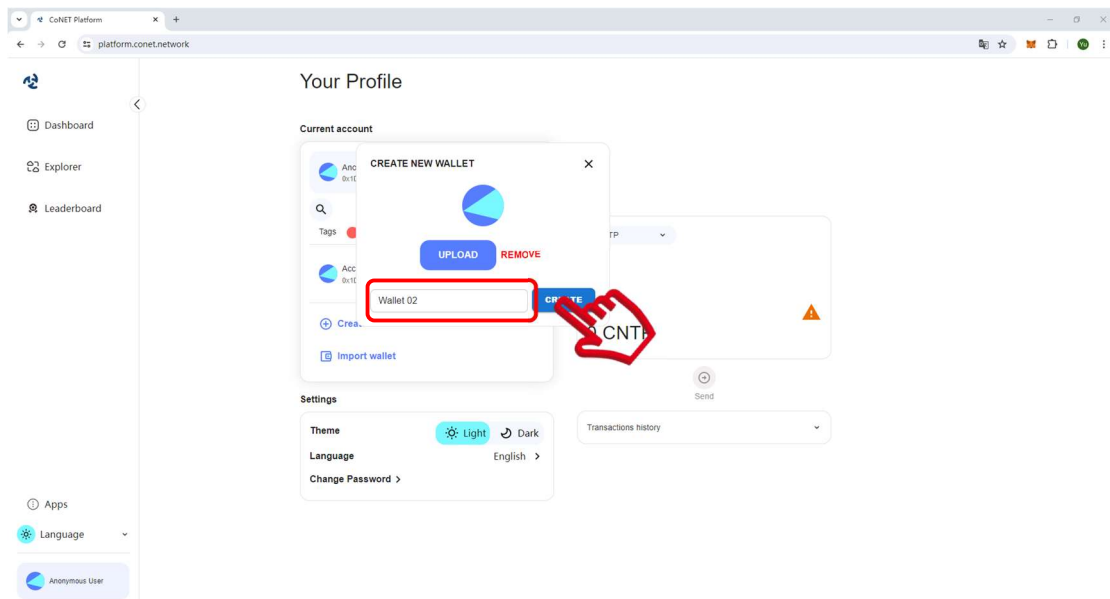 CoNET Platform
platform.conet.network
Yu
Your Profile
Dashboard
Explorer
Leaderboard
Current account
CREATE NEW WALLET
UPLOAD
REMOVE
Wallet 02
Tags
CNTP
Import wallet
Send
Settings
Theme
Light
Dark
Language
English
Change Password
Transactions history
Apps
Language
Anonymous User